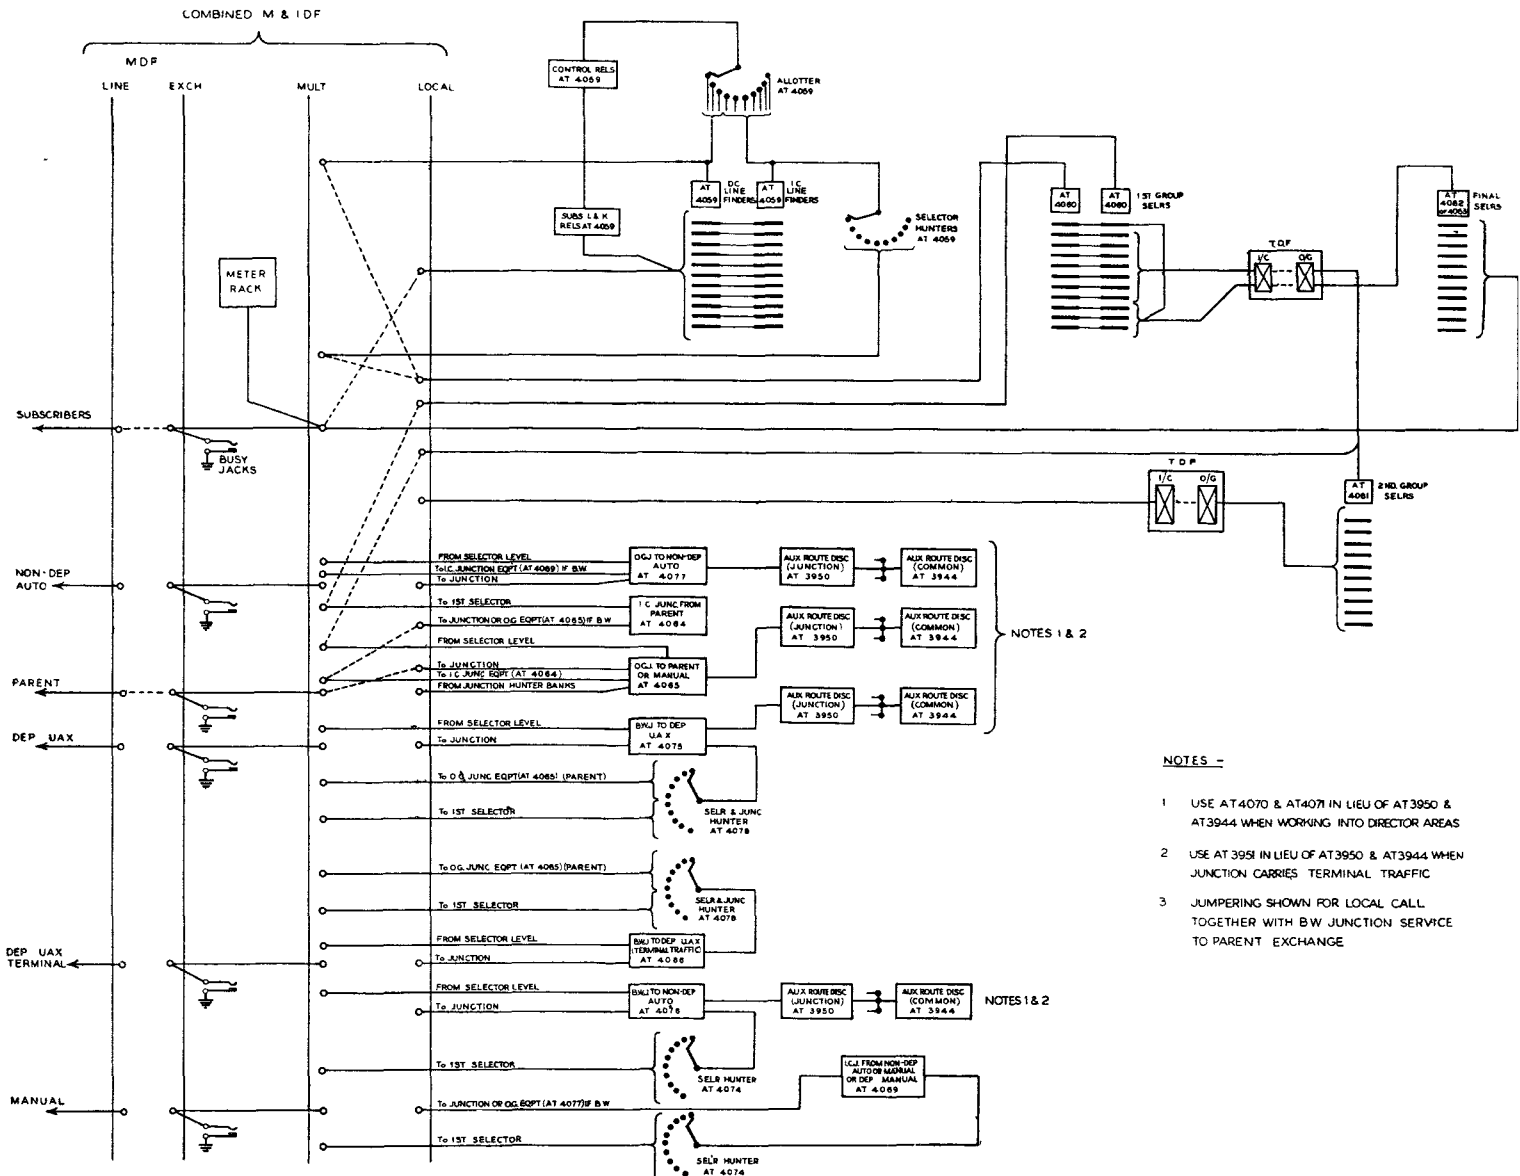 COMBINED M & IDF
MDF
LINE
EXCH
MULT
LOCAL
CONTROL RELS
AT 4059
ALLOTTER
AT 4059
SUBS L & K
RELS AT 4059
AT
4059
DC
LINE
FINDERS
AT
4059
I.C
LINE
FINDERS
SELECTOR
HUNTERS
AT 4059
AT
4060
AT
4060
1ST GROUP
SELRS
T.D.F
I/C
O/G
AT
4062
or 4063
FINAL
SELRS
METER
RACK
SUBSCRIBERS
BUSY
JACKS
T D F
I/C
O/G
AT
4061
2ND. GROUP
SELRS
NON-DEP
AUTO
FROM SELECTOR LEVEL
To I.C. JUNCTION EQPT (AT 4069) IF B.W
To JUNCTION
O.G.J. TO NON-DEP
AUTO
AT 4077
AUX ROUTE DISC
(JUNCTION)
AT 3950
AUX ROUTE DISC
(COMMON)
AT 3944
To 1ST SELECTOR
To JUNCTION OR O.G EQPT (AT 4065) IF B W
I C JUNC. FROM
PARENT
AT 4064
AUX ROUTE DISC
(JUNCTION)
AT 3950
AUX ROUTE DISC
(COMMON)
AT 3944
NOTES 1 & 2
PARENT
FROM SELECTOR LEVEL
To JUNCTION
To I C JUNC EQPT (AT 4064)
FROM JUNCTION HUNTER BANKS
O.G.J. TO PARENT
OR MANUAL
AT 4065
AUX ROUTE DISC
(JUNCTION)
AT 3950
AUX ROUTE DISC
(COMMON)
AT 3944
DEP UAX
FROM SELECTOR LEVEL
To JUNCTION
B.W.J TO DEP
U.A X
AT 4075
To O G JUNC EQPT (AT 4065) (PARENT)
To 1ST SELECTOR
SELR & JUNC
HUNTER
AT 4078
To O.G. JUNC EQPT (AT 4065) (PARENT)
To 1ST SELECTOR
SELR & JUNC
HUNTER
AT 4078
DEP UAX
TERMINAL
FROM SELECTOR LEVEL
To JUNCTION
B.W.J TO DEP U.A X
(TERMINAL TRAFFIC)
AT 4066
FROM SELECTOR LEVEL
To JUNCTION
B.W.J TO NON-DEP
AUTO
AT 4076
AUX ROUTE DISC
(JUNCTION)
AT 3950
AUX ROUTE DISC
(COMMON)
AT 3944
NOTES 1 & 2
To 1ST SELECTOR
SELR HUNTER
AT 4074
I.C.J. FROM NON-DEP
AUTO OR MANUAL
OR DEP MANUAL
AT 4069
MANUAL
To JUNCTION OR O.G. EQPT (AT 4077) IF B W
To 1ST SELECTOR
SELR HUNTER
AT 4074
NOTES -
1 USE AT 4070 & AT 4071 IN LIEU OF AT 3950 &
AT 3944 WHEN WORKING INTO DIRECTOR AREAS
2 USE AT 3951 IN LIEU OF AT 3950 & AT 3944 WHEN
JUNCTION CARRIES TERMINAL TRAFFIC
3 JUMPERING SHOWN FOR LOCAL CALL
TOGETHER WITH B W JUNCTION SERVICE
TO PARENT EXCHANGE